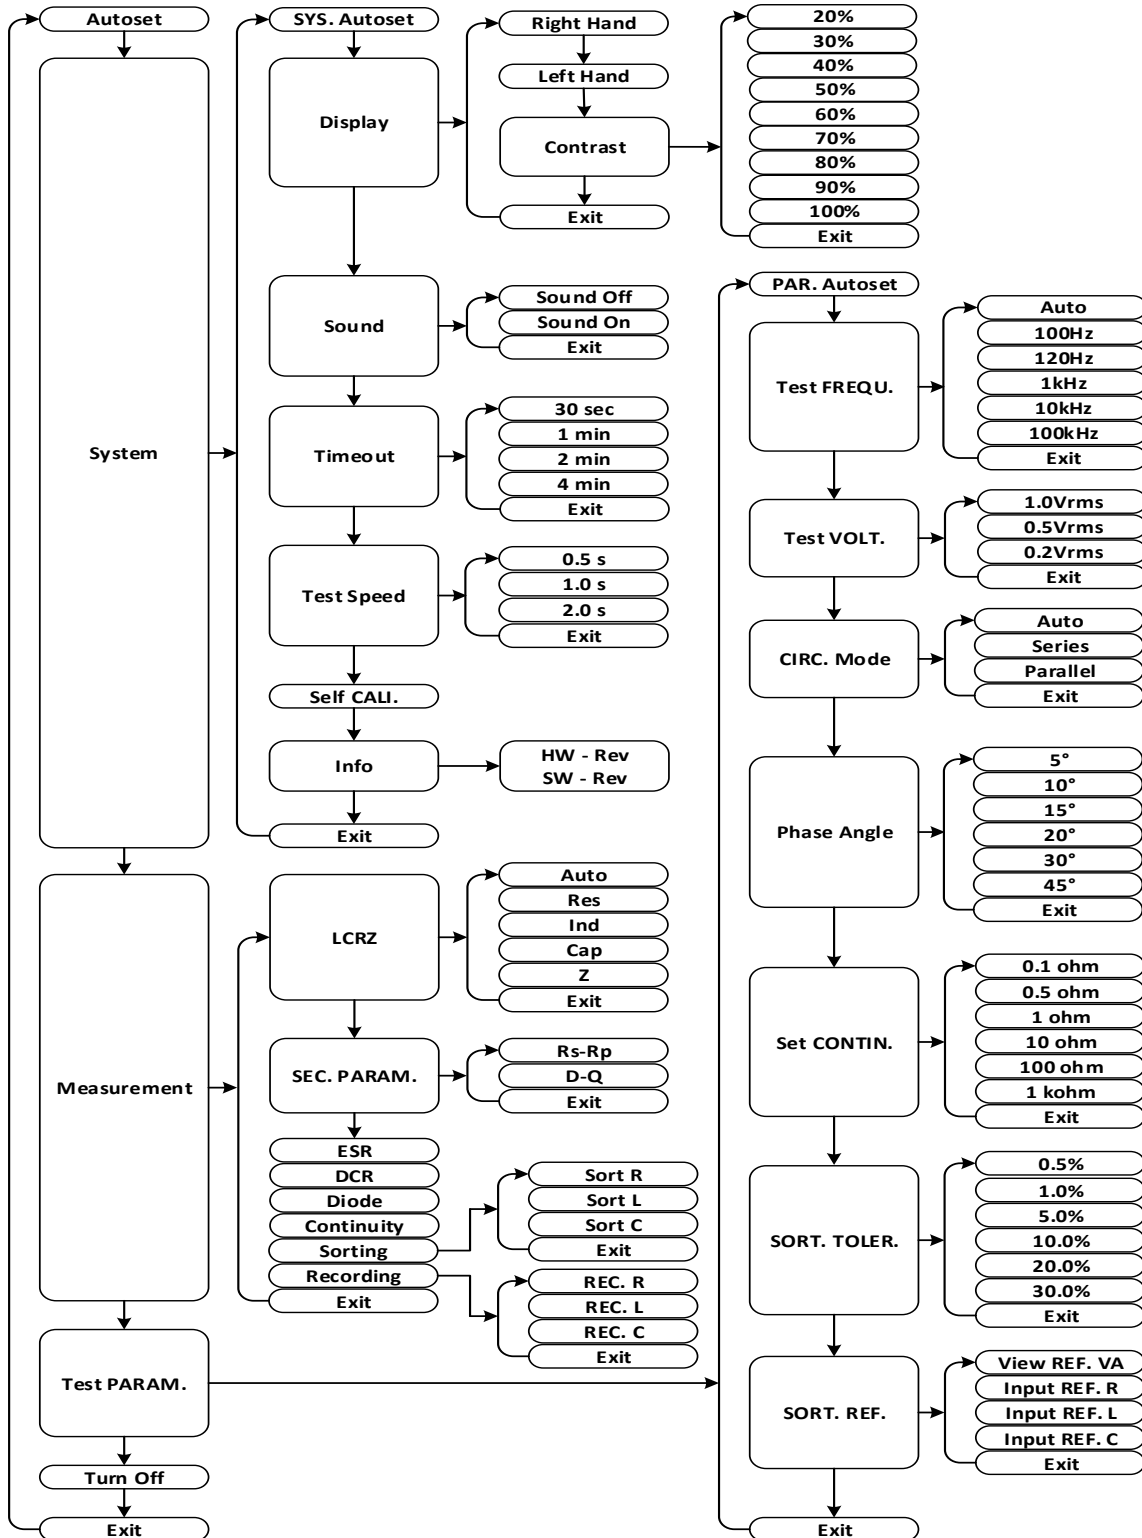 Autoset
System
Measurement
Test PARAM.
Turn Off
Exit
SYS. Autoset
Display
Sound
Timeout
Test Speed
Self CALI.
Info
Exit
Right Hand
Left Hand
Contrast
Exit
20%
30%
40%
50%
60%
70%
80%
90%
100%
Exit
Sound Off
Sound On
Exit
30 sec
1 min
2 min
4 min
Exit
0.5 s
1.0 s
2.0 s
Exit
HW - Rev
SW - Rev
LCRZ
SEC. PARAM.
ESR
DCR
Diode
Continuity
Sorting
Recording
Exit
Auto
Res
Ind
Cap
Z
Exit
Rs-Rp
D-Q
Exit
Sort R
Sort L
Sort C
Exit
REC. R
REC. L
REC. C
Exit
PAR. Autoset
Test FREQU.
Test VOLT.
CIRC. Mode
Phase Angle
Set CONTIN.
SORT. TOLER.
SORT. REF.
Exit
Auto
100Hz
120Hz
1kHz
10kHz
100kHz
Exit
1.0Vrms
0.5Vrms
0.2Vrms
Exit
Auto
Series
Parallel
Exit
5°
10°
15°
20°
30°
45°
Exit
0.1 ohm
0.5 ohm
1 ohm
10 ohm
100 ohm
1 kohm
Exit
0.5%
1.0%
5.0%
10.0%
20.0%
30.0%
Exit
View REF. VA
Input REF. R
Input REF. L
Input REF. C
Exit